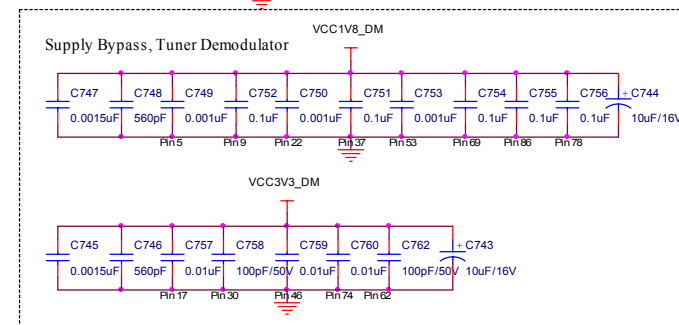 VCC1V8_DM
Supply Bypass, Tuner Demodulator
C747 C748 C749 C752 C750 C751 C753 C754 C755 C756 + C744
0.0015uF 560pF 0.001uF 0.1uF 0.001uF 0.1uF 0.001uF 0.1uF 0.1uF 0.1uF 10uF/16V
Pin 5 Pin 9 Pin 22 Pin 37 Pin 53 Pin 69 Pin 86 Pin 78
VCC3V3_DM
C745 C746 C757 C758 C759 C760 C762 + C743
0.0015uF 560pF 0.01uF 100pF/50V 0.01uF 0.01uF 100pF/50V 10uF/16V
Pin 17 Pin 30 Pin 46 Pin 74 Pin 62